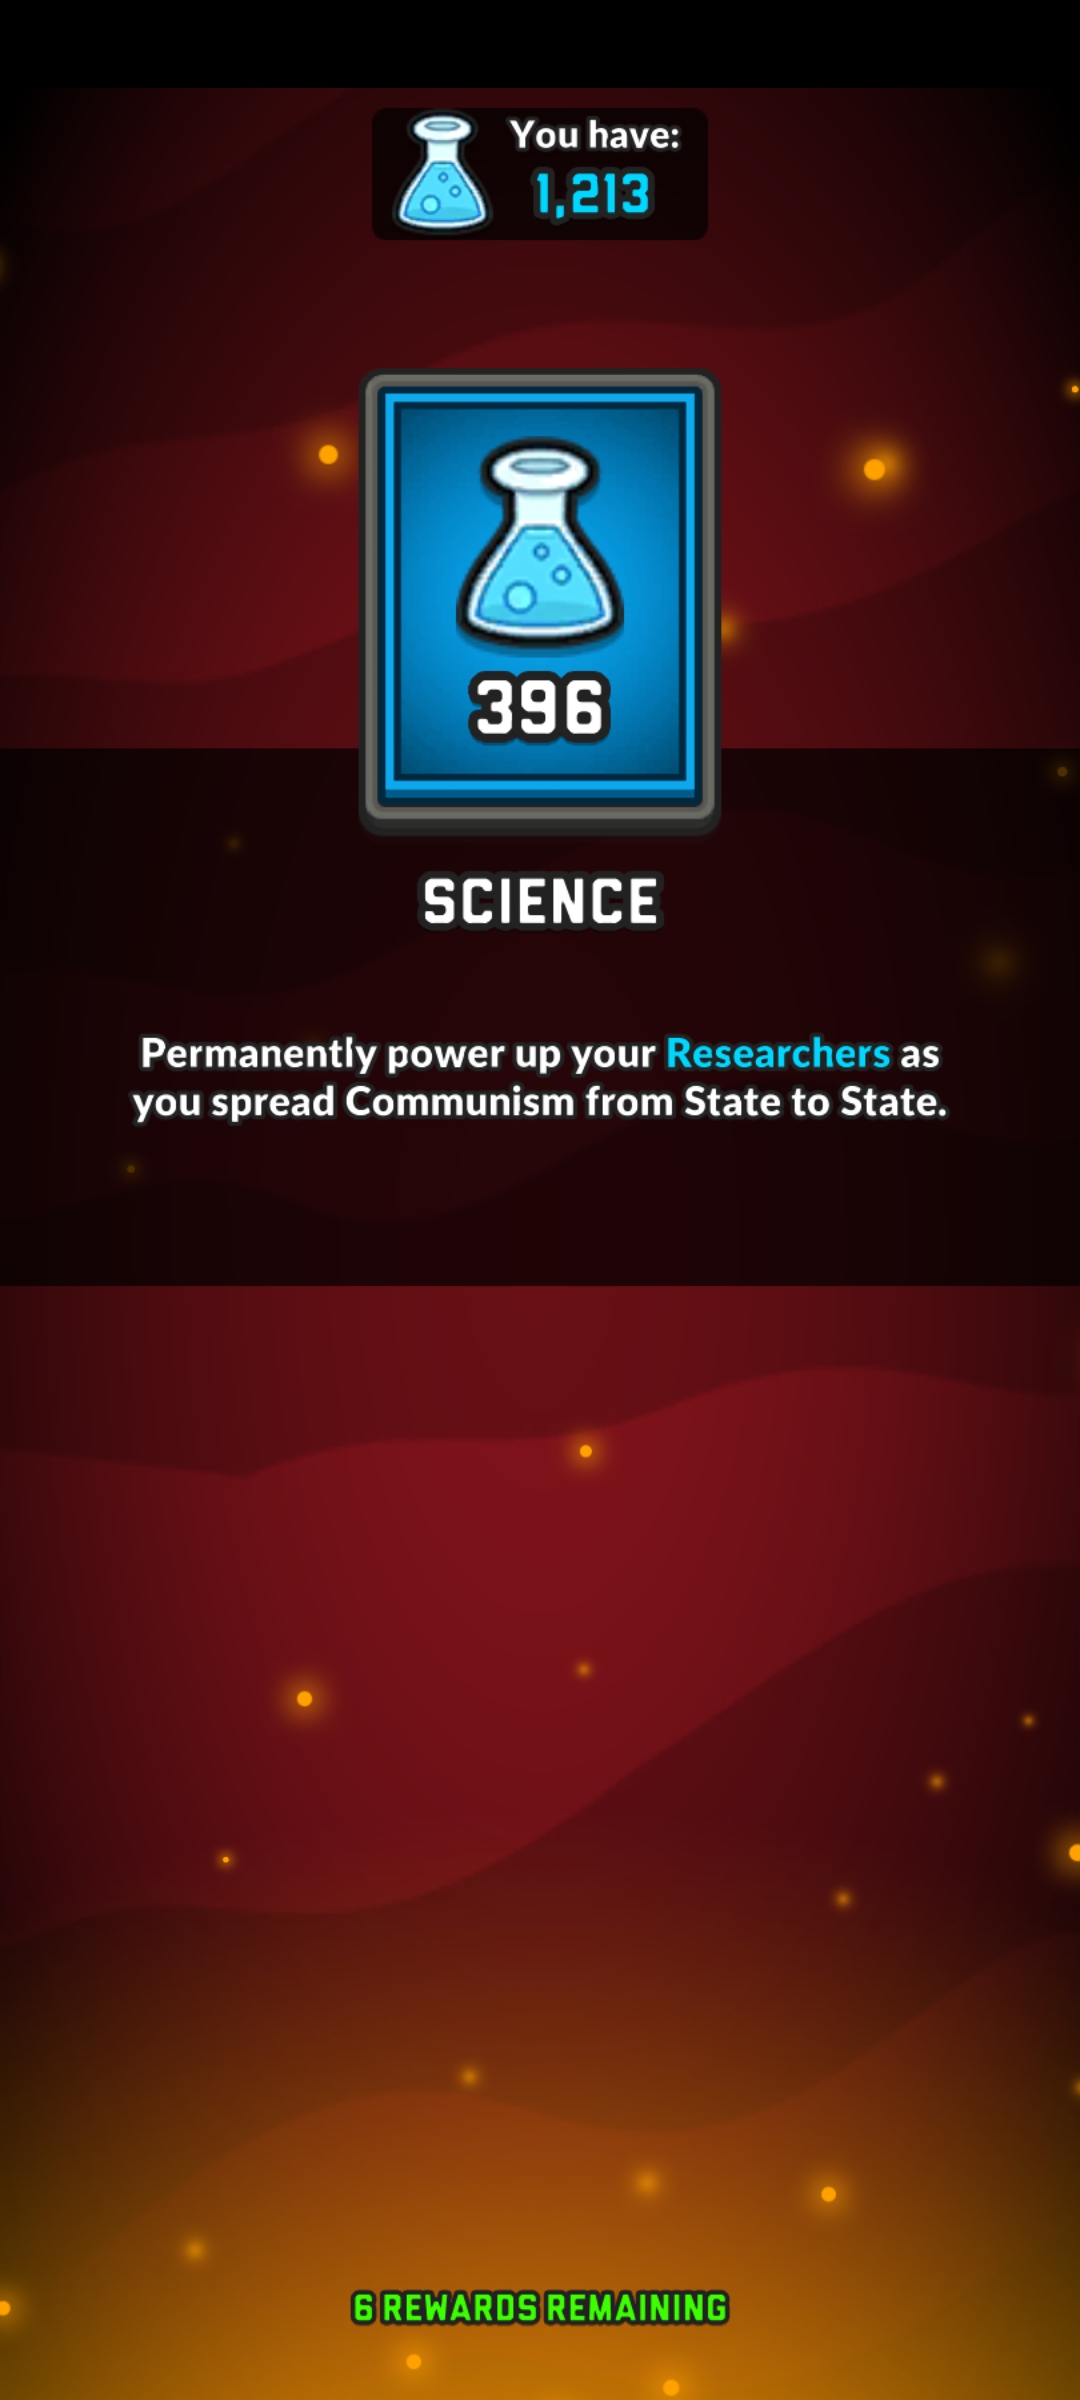 You have:
1,213
396
SCIENCE
Permanently power up your Researchers as
you spread Communism from State to State.
6 REWARDS REMAINING